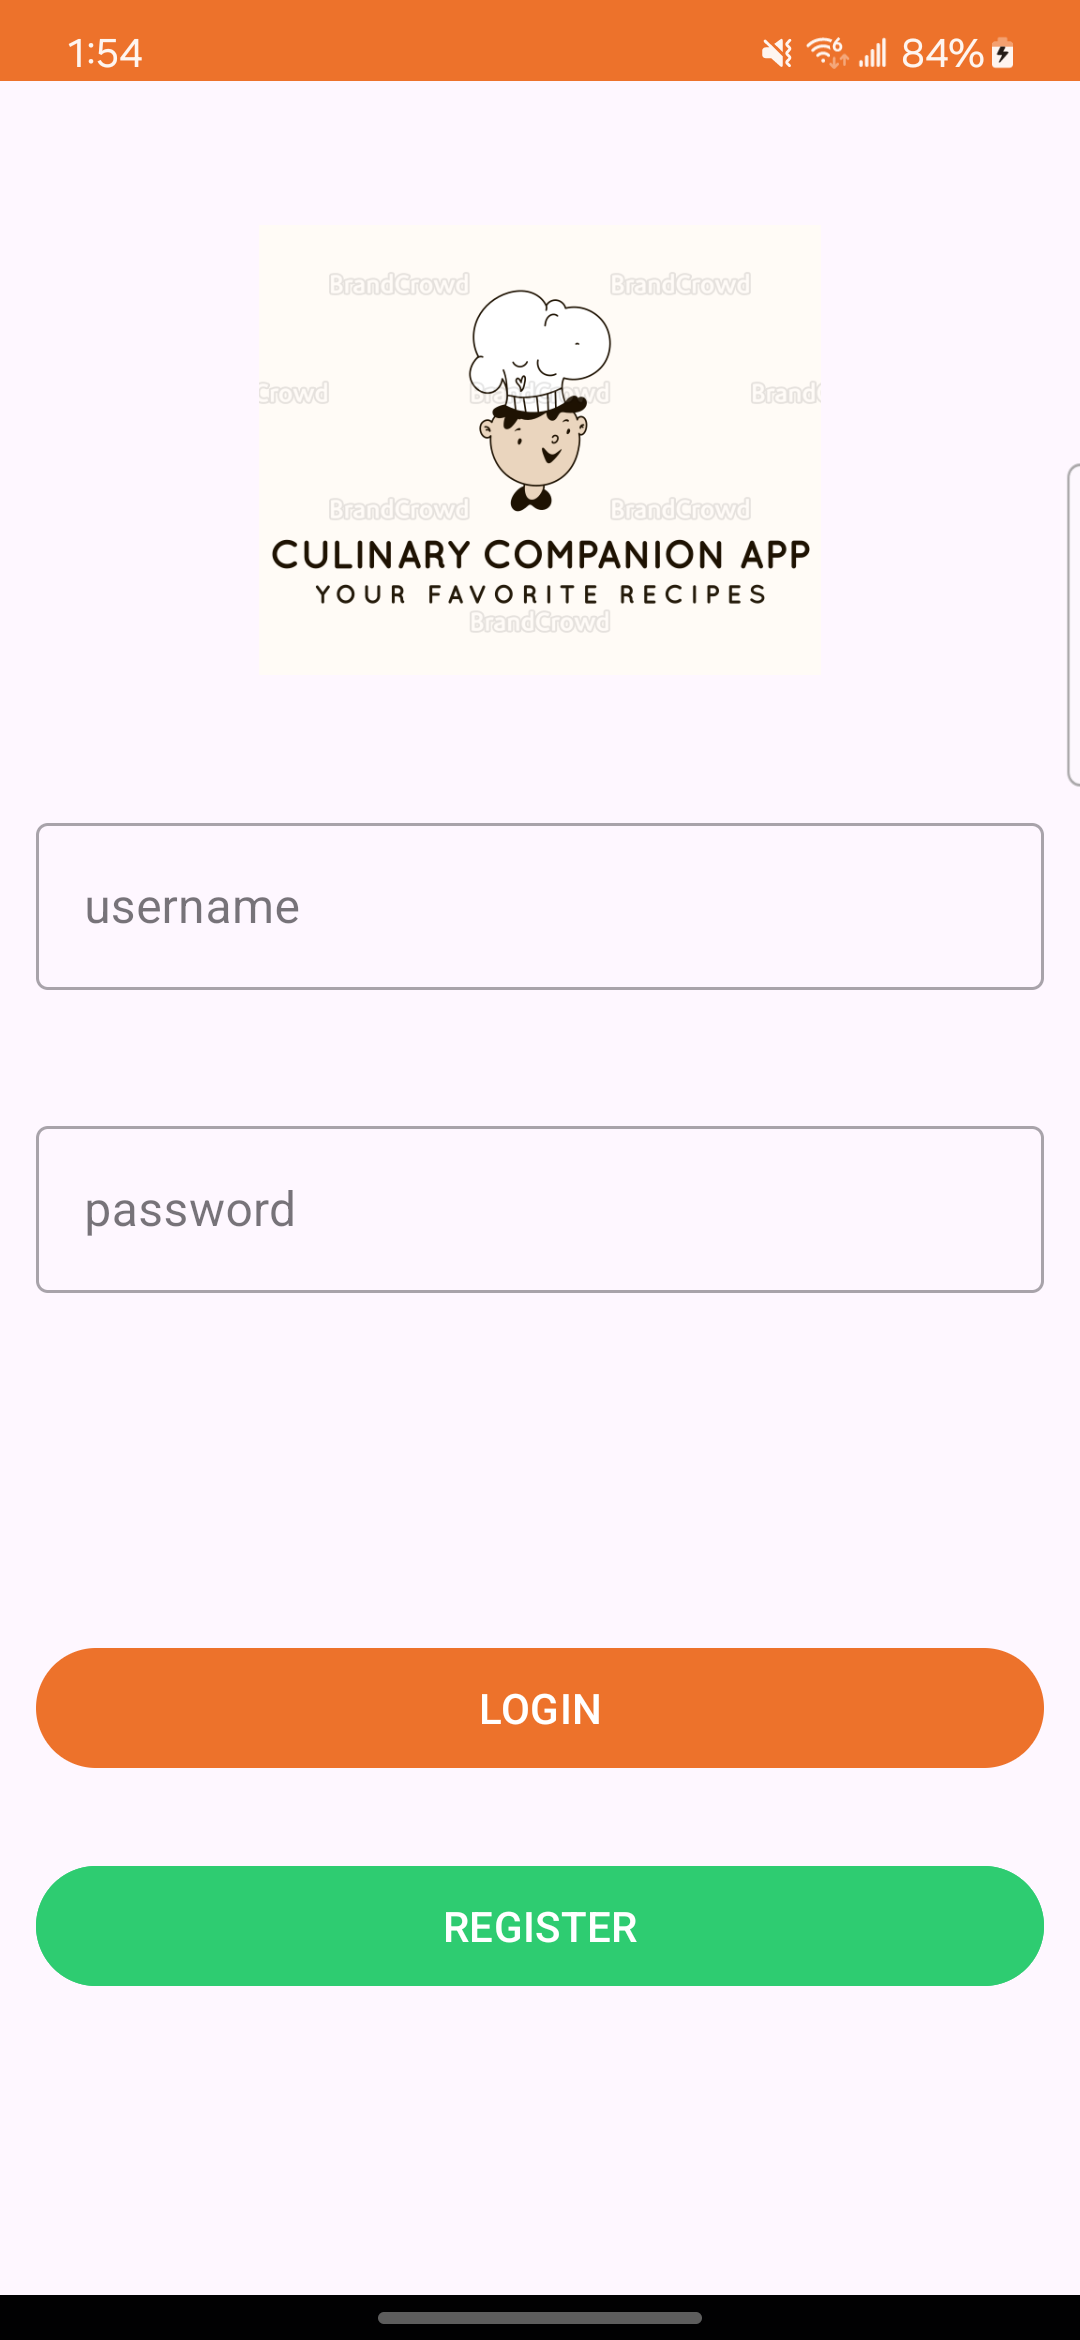 1:54 6 84%
BrandCrowd BrandCrowd
Crowd BrandCrowd Brand
BrandCrowd BrandCrowd
CULINARY COMPANION APP
YOUR FAVORITE RECIPES
BrandCrowd
username
password
LOGIN
REGISTER